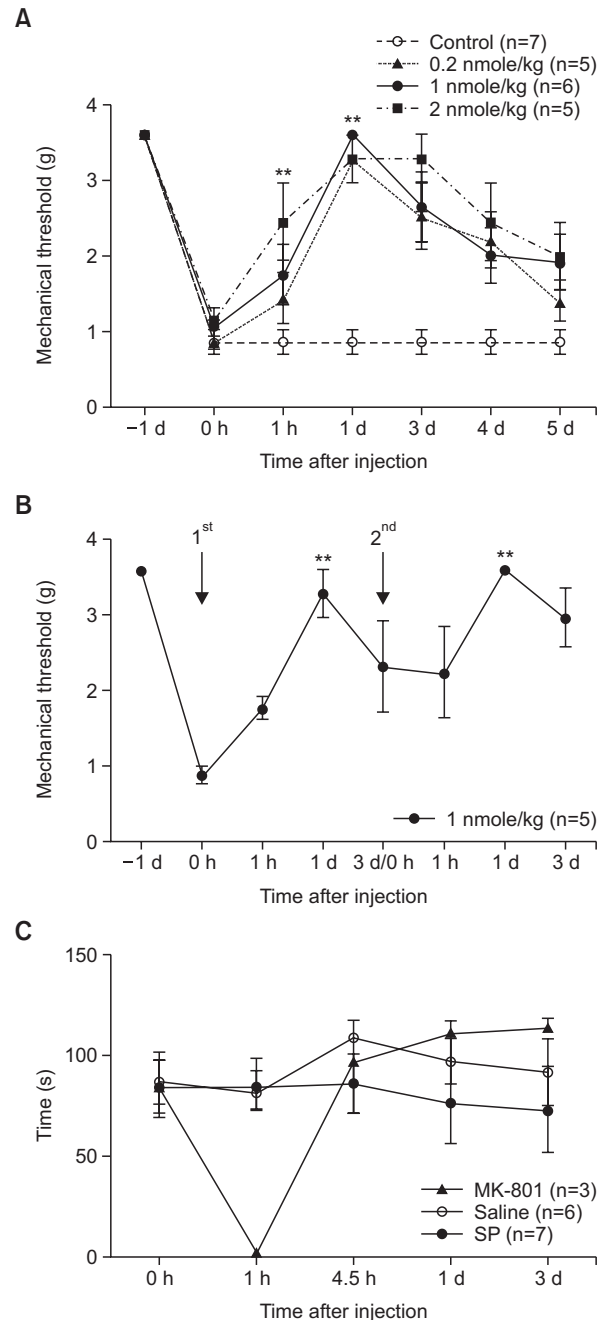 A
Control (n=7)
0.2 nmole/kg (n=5)
1 nmole/kg (n=6)
2 nmole/kg (n=5)
4
3
2
1
0
Mechanical threshold (g)
**
**
−1 d 0 h 1 h 1 d 3 d 4 d 5 d
Time after injection
B
1st
2nd
4
3
2
1
0
Mechanical threshold (g)
**
**
1 nmole/kg (n=5)
−1 d 0 h 1 h 1 d 3 d/0 h 1 h 1 d 3 d
Time after injection
C
150
100
50
0
Time (s)
MK-801 (n=3)
Saline (n=6)
SP (n=7)
0 h 1 h 4.5 h 1 d 3 d
Time after injection